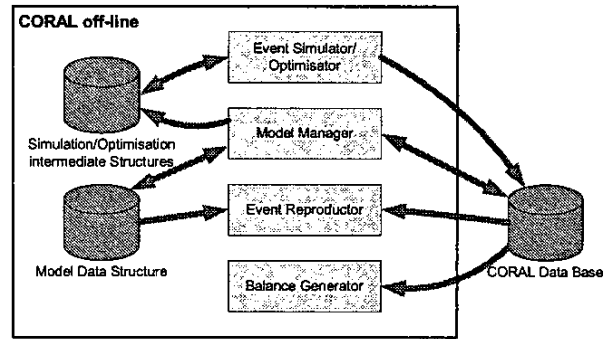 CORAL off-line
Event Simulator/
Optimisator
Simulation/Optimisation
intermediate Structures
Model Manager
Event Reproductor
Model Data Structure
Balance Generator
CORAL Data Base